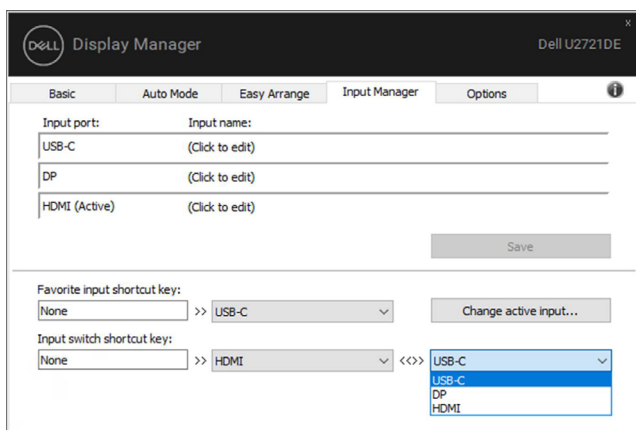 x
DELL Display Manager Dell U2721DE
Basic Auto Mode Easy Arrange Input Manager Options i
Input port: Input name:
USB-C (Click to edit)
DP (Click to edit)
HDMI (Active) (Click to edit)
Save
Favorite input shortcut key:
None >> USB-C Change active input...
Input switch shortcut key:
None >> HDMI <<>> USB-C
USB-C
DP
HDMI